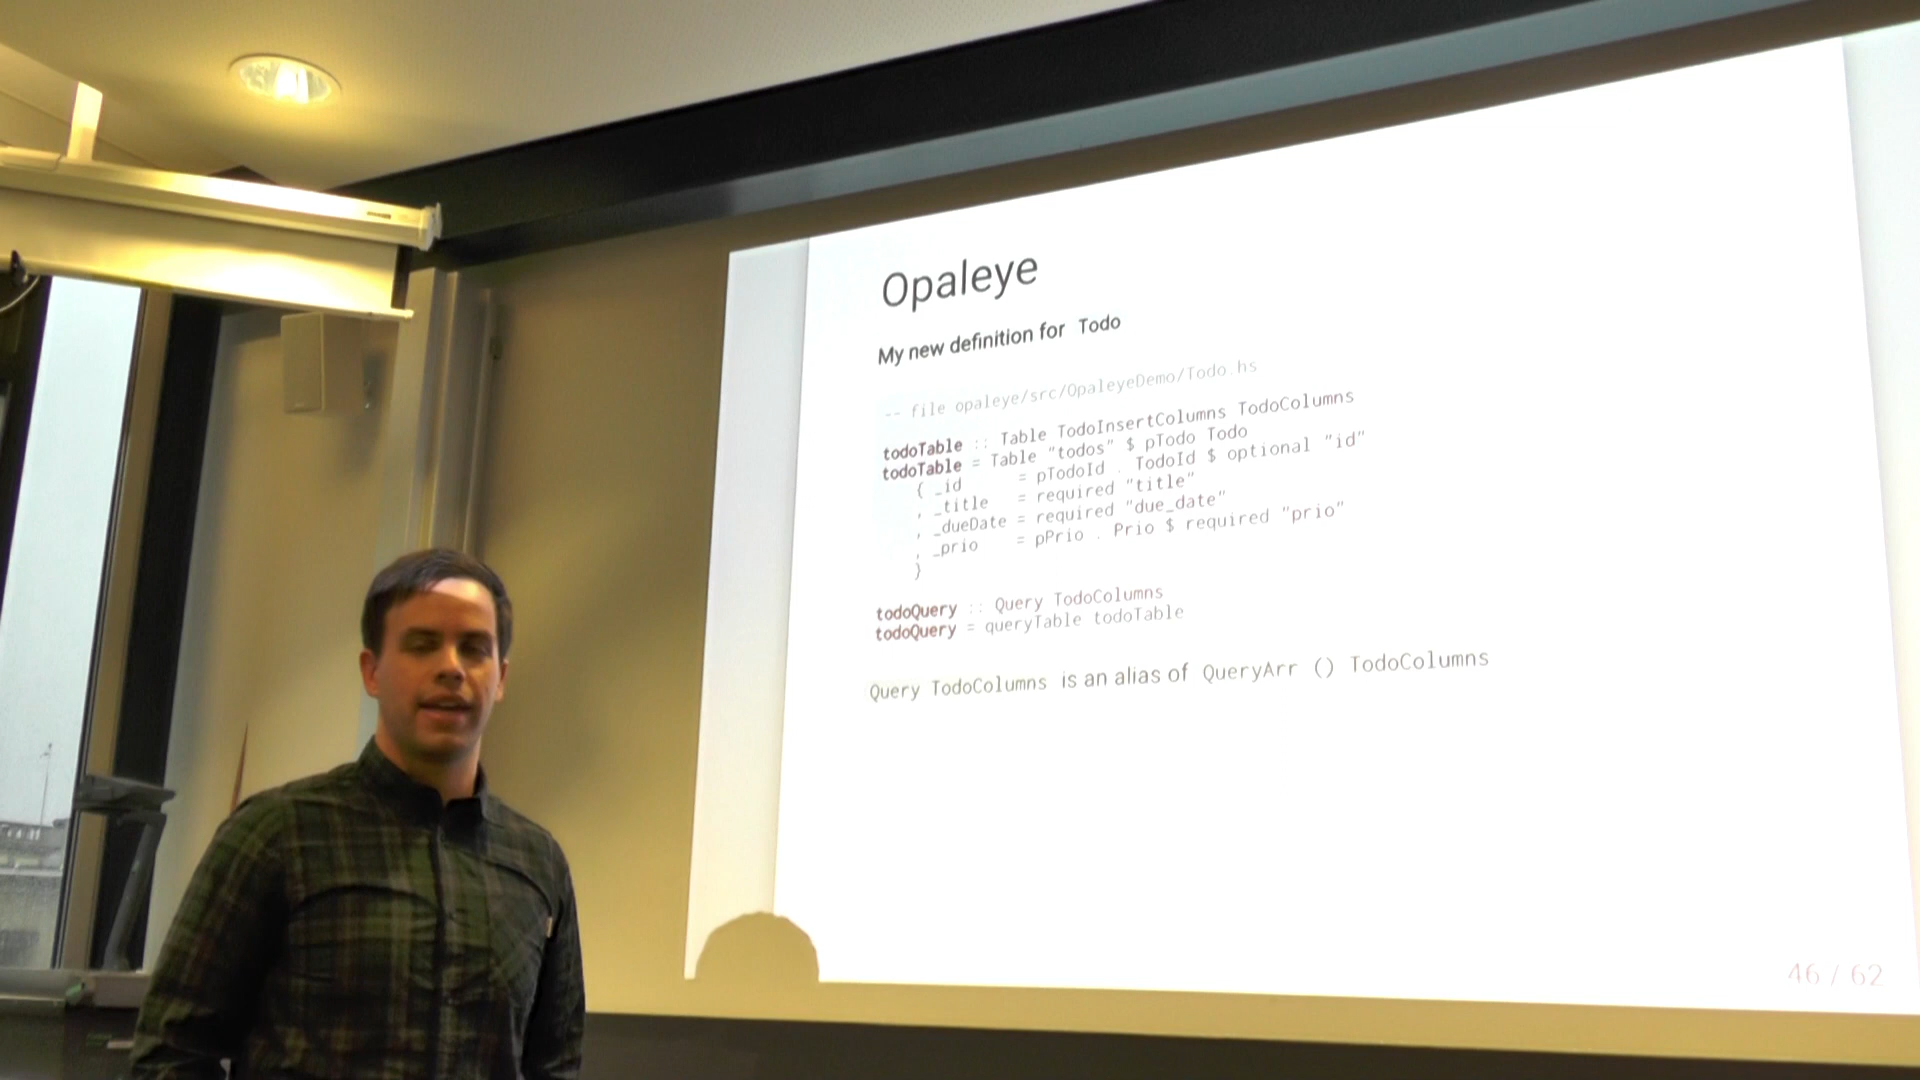 Opaleye
My new definition for Todo
-- file opaleye/src/OpaleyeDemo/Todo.hs
todoTable :: Table TodoInsertColumns TodoColumns
todoTable = Table "todos" $ pTodo Todo
{ _id = pTodoId . TodoId $ optional "id"
, _title = required "title"
, _dueDate = required "due_date"
, _prio = pPrio . Prio $ required "prio"
}
todoQuery :: Query TodoColumns
todoQuery = queryTable todoTable
Query TodoColumns is an alias of QueryArr () TodoColumns
46 / 62